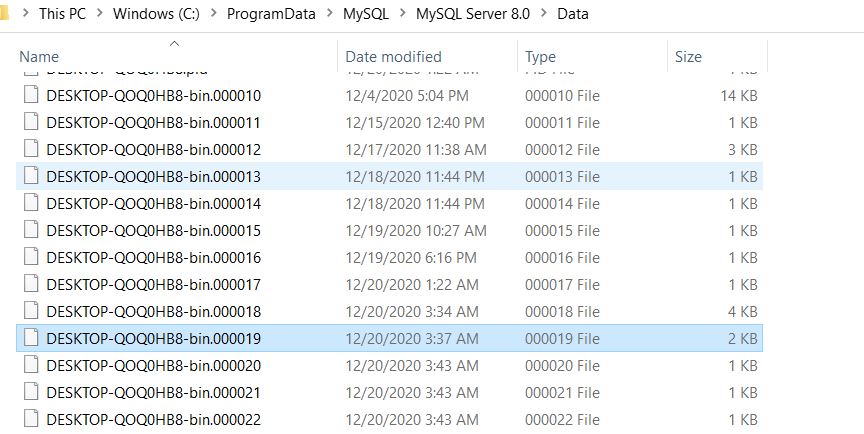 This PC > Windows (C:) > ProgramData > MySQL > MySQL Server 8.0 > Data
Name Date modified Type Size
DESKTOP-QOQ0HB8-bin.000010 12/4/2020 5:04 PM 000010 File 14 KB
DESKTOP-QOQ0HB8-bin.000011 12/15/2020 12:40 PM 000011 File 1 KB
DESKTOP-QOQ0HB8-bin.000012 12/17/2020 11:38 AM 000012 File 3 KB
DESKTOP-QOQ0HB8-bin.000013 12/18/2020 11:44 PM 000013 File 1 KB
DESKTOP-QOQ0HB8-bin.000014 12/18/2020 11:44 PM 000014 File 1 KB
DESKTOP-QOQ0HB8-bin.000015 12/19/2020 10:27 AM 000015 File 1 KB
DESKTOP-QOQ0HB8-bin.000016 12/19/2020 6:16 PM 000016 File 1 KB
DESKTOP-QOQ0HB8-bin.000017 12/20/2020 1:22 AM 000017 File 1 KB
DESKTOP-QOQ0HB8-bin.000018 12/20/2020 3:34 AM 000018 File 4 KB
DESKTOP-QOQ0HB8-bin.000019 12/20/2020 3:37 AM 000019 File 2 KB
DESKTOP-QOQ0HB8-bin.000020 12/20/2020 3:43 AM 000020 File 1 KB
DESKTOP-QOQ0HB8-bin.000021 12/20/2020 3:43 AM 000021 File 1 KB
DESKTOP-QOQ0HB8-bin.000022 12/20/2020 3:43 AM 000022 File 1 KB